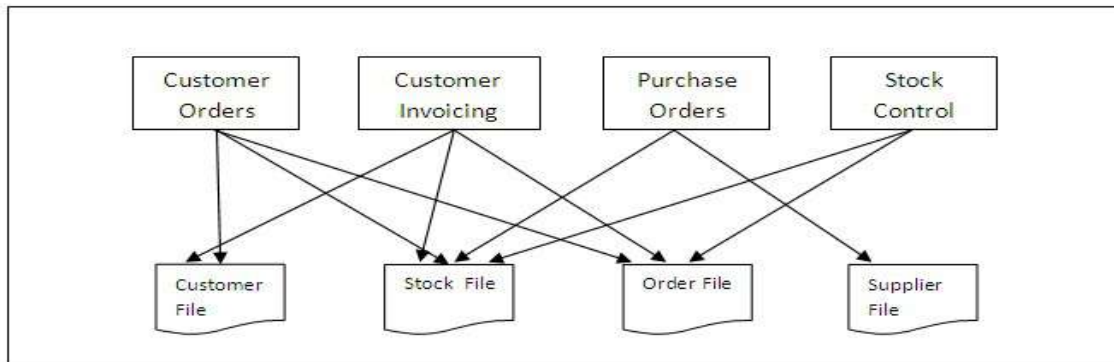 Customer
Orders
Customer
Invoicing
Purchase
Orders
Stock
Control
Customer
File
Stock File
Order File
Supplier
File